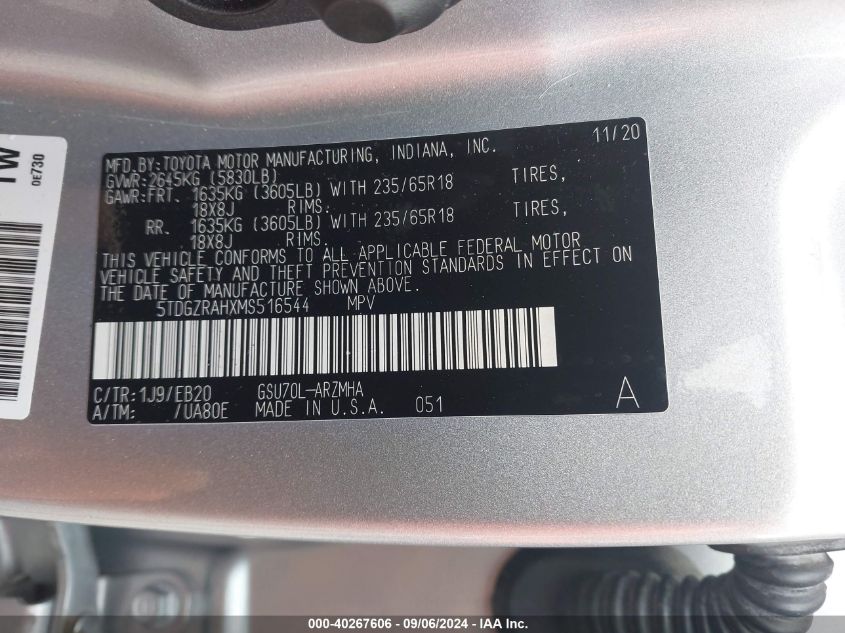 TW
0E730
11/20
MFD.BY:TOYOTA MOTOR MANUFACTURING, INDIANA, INC.
GVWR:2645KG (5830LB)
GAWR:FRT. 1635KG (3605LB) WITH 235/65R18 TIRES,
18X8J RIMS.
RR. 1635KG (3605LB) WITH 235/65R18 TIRES,
18X8J RIMS.
THIS VEHICLE CONFORMS TO ALL APPLICABLE FEDERAL MOTOR
VEHICLE SAFETY AND THEFT PREVENTION STANDARDS IN EFFECT ON
THE DATE OF MANUFACTURE SHOWN ABOVE.
5TDGZRAHXMS516544 MPV
C/TR:1J9/EB20 GSU70L-ARZMHA
A/TM: /UA80E MADE IN U.S.A. 051 A
000-40267606 - 09/06/2024 - IAA Inc.